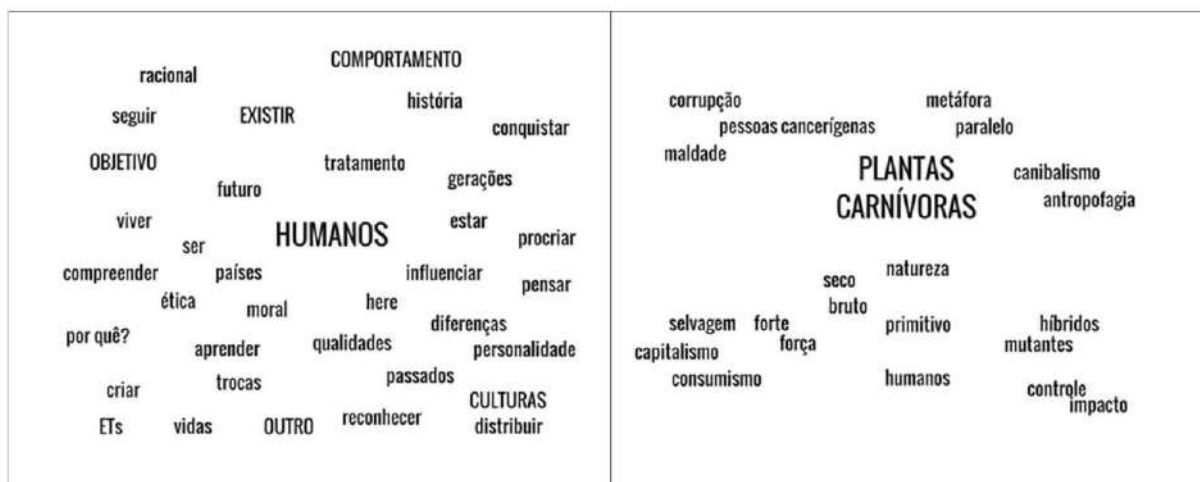 COMPORTAMENTO
racional
história
seguir
EXISTIR
conquistar
OBJETIVO
tratamento
gerações
futuro
viver
estar
ser
HUMANOS
procriar
compreender
países
influenciar
pensar
ética
moral
here
por quê?
diferenças
aprender
qualidades
personalidade
criar
trocas
passados
CULTURAS
ETs
vidas
OUTRO
reconhecer
distribuir
corrupção
metáfora
pessoas cancerígenas
paralelo
maldade
PLANTAS
CARNÍVORAS
canibalismo
antropofagia
natureza
seco
bruto
selvagem
forte
primitivo
híbridos
força
mutantes
capitalismo
consumismo
humanos
controle
impacto